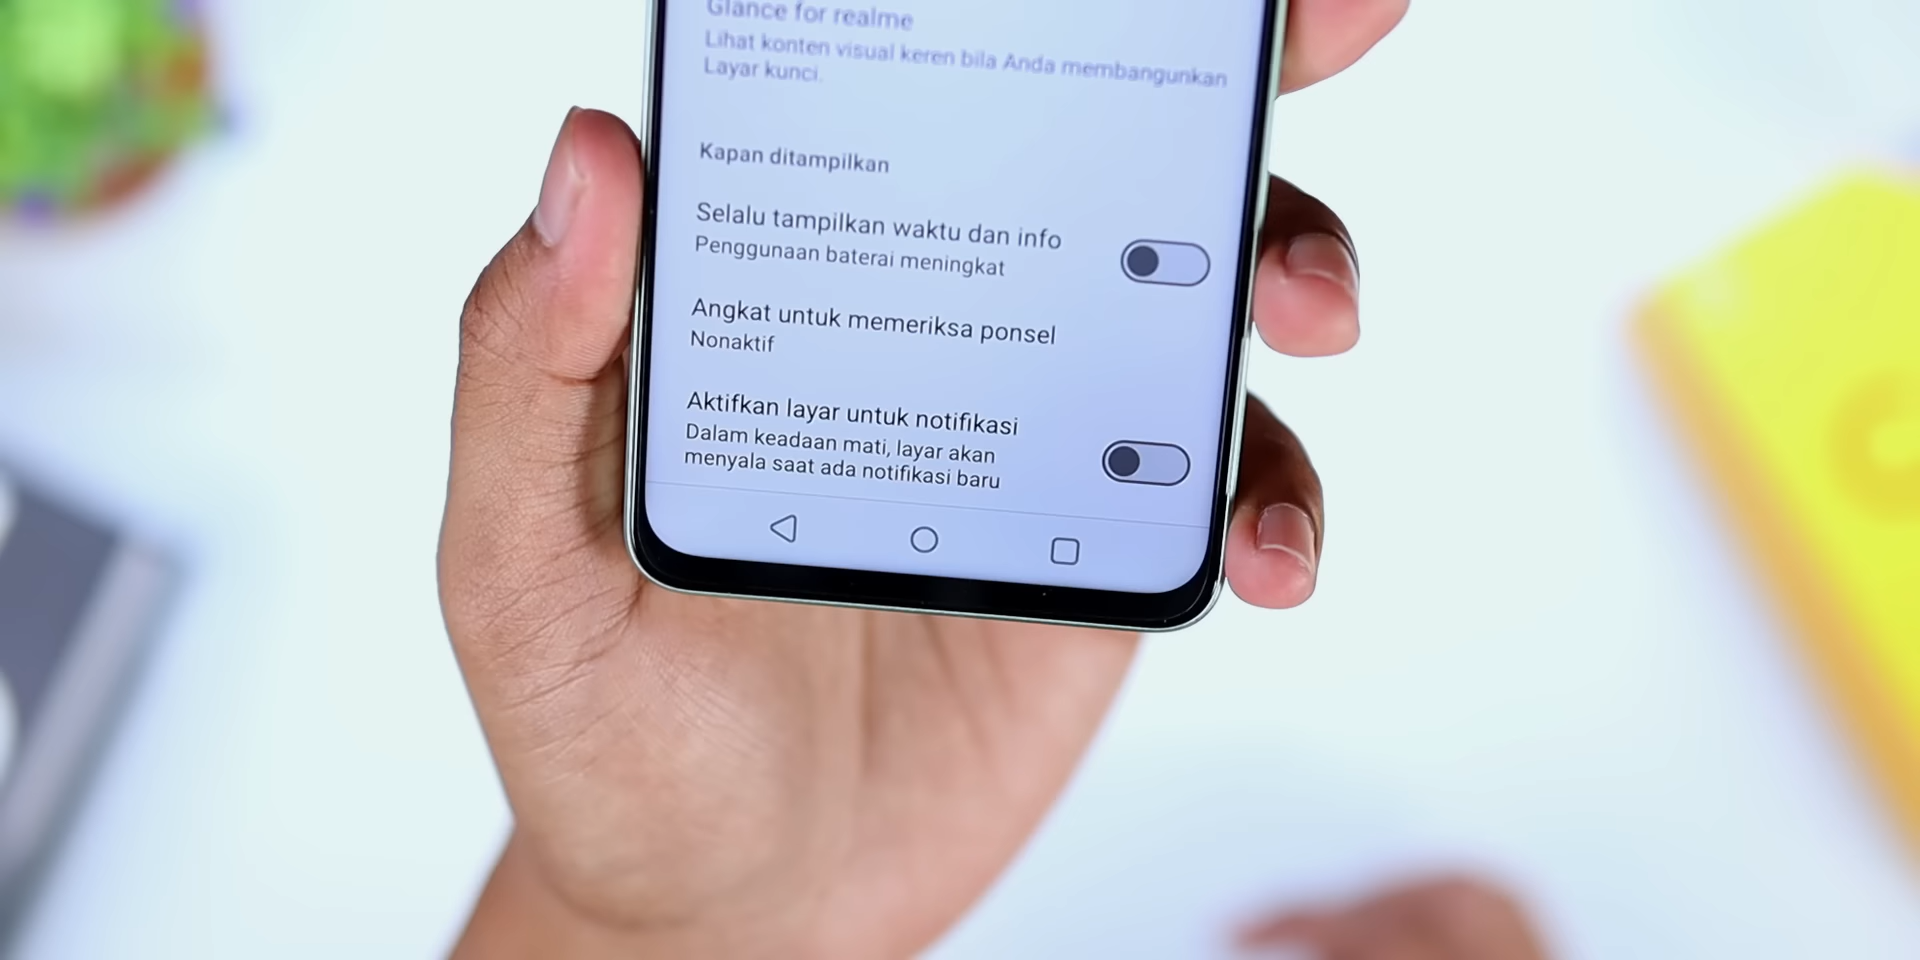 Glance for realme
Lihat konten visual keren bila Anda membangunkan
Layar kunci.
Kapan ditampilkan
Selalu tampilkan waktu dan info
Penggunaan baterai meningkat
Angkat untuk memeriksa ponsel
Nonaktif
Aktifkan layar untuk notifikasi
Dalam keadaan mati, layar akan
menyala saat ada notifikasi baru